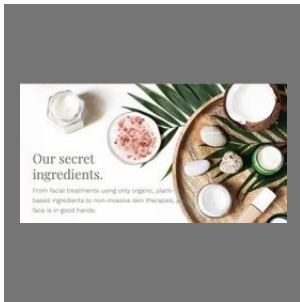 Our secret
ingredients.
From facial treatments using only organic, plant-
based ingredients to non-invasive skin therapies,
face is in good hands.